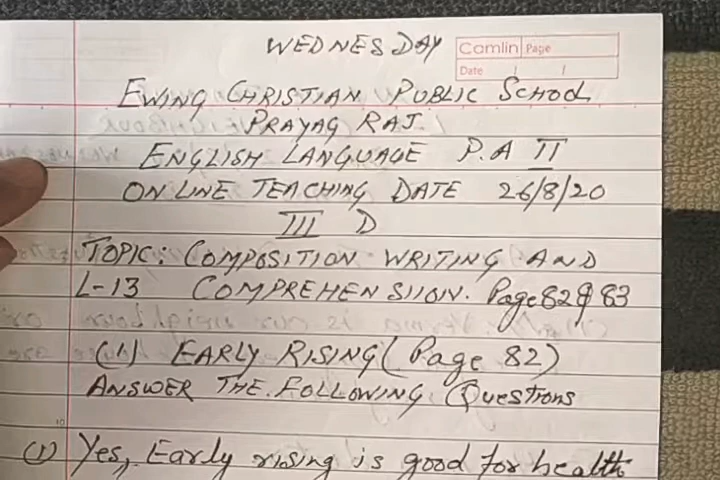 WEDNESDAY
Camlin Page
Date / /
EWING CHRISTIAN PUBLIC SCHOOL
PRAYAG RAJ.
ENGLISH LANGUAGE P.A II
ONLINE TEACHING DATE 26/8/20
III D
TOPIC: COMPOSITION WRITING AND
L-13 COMPREHENSIION. Page 82 & 83
(1) EARLY RISING (Page 82)
ANSWER THE FOLLOWING Questions
(1) Yes, Early rising is good for health